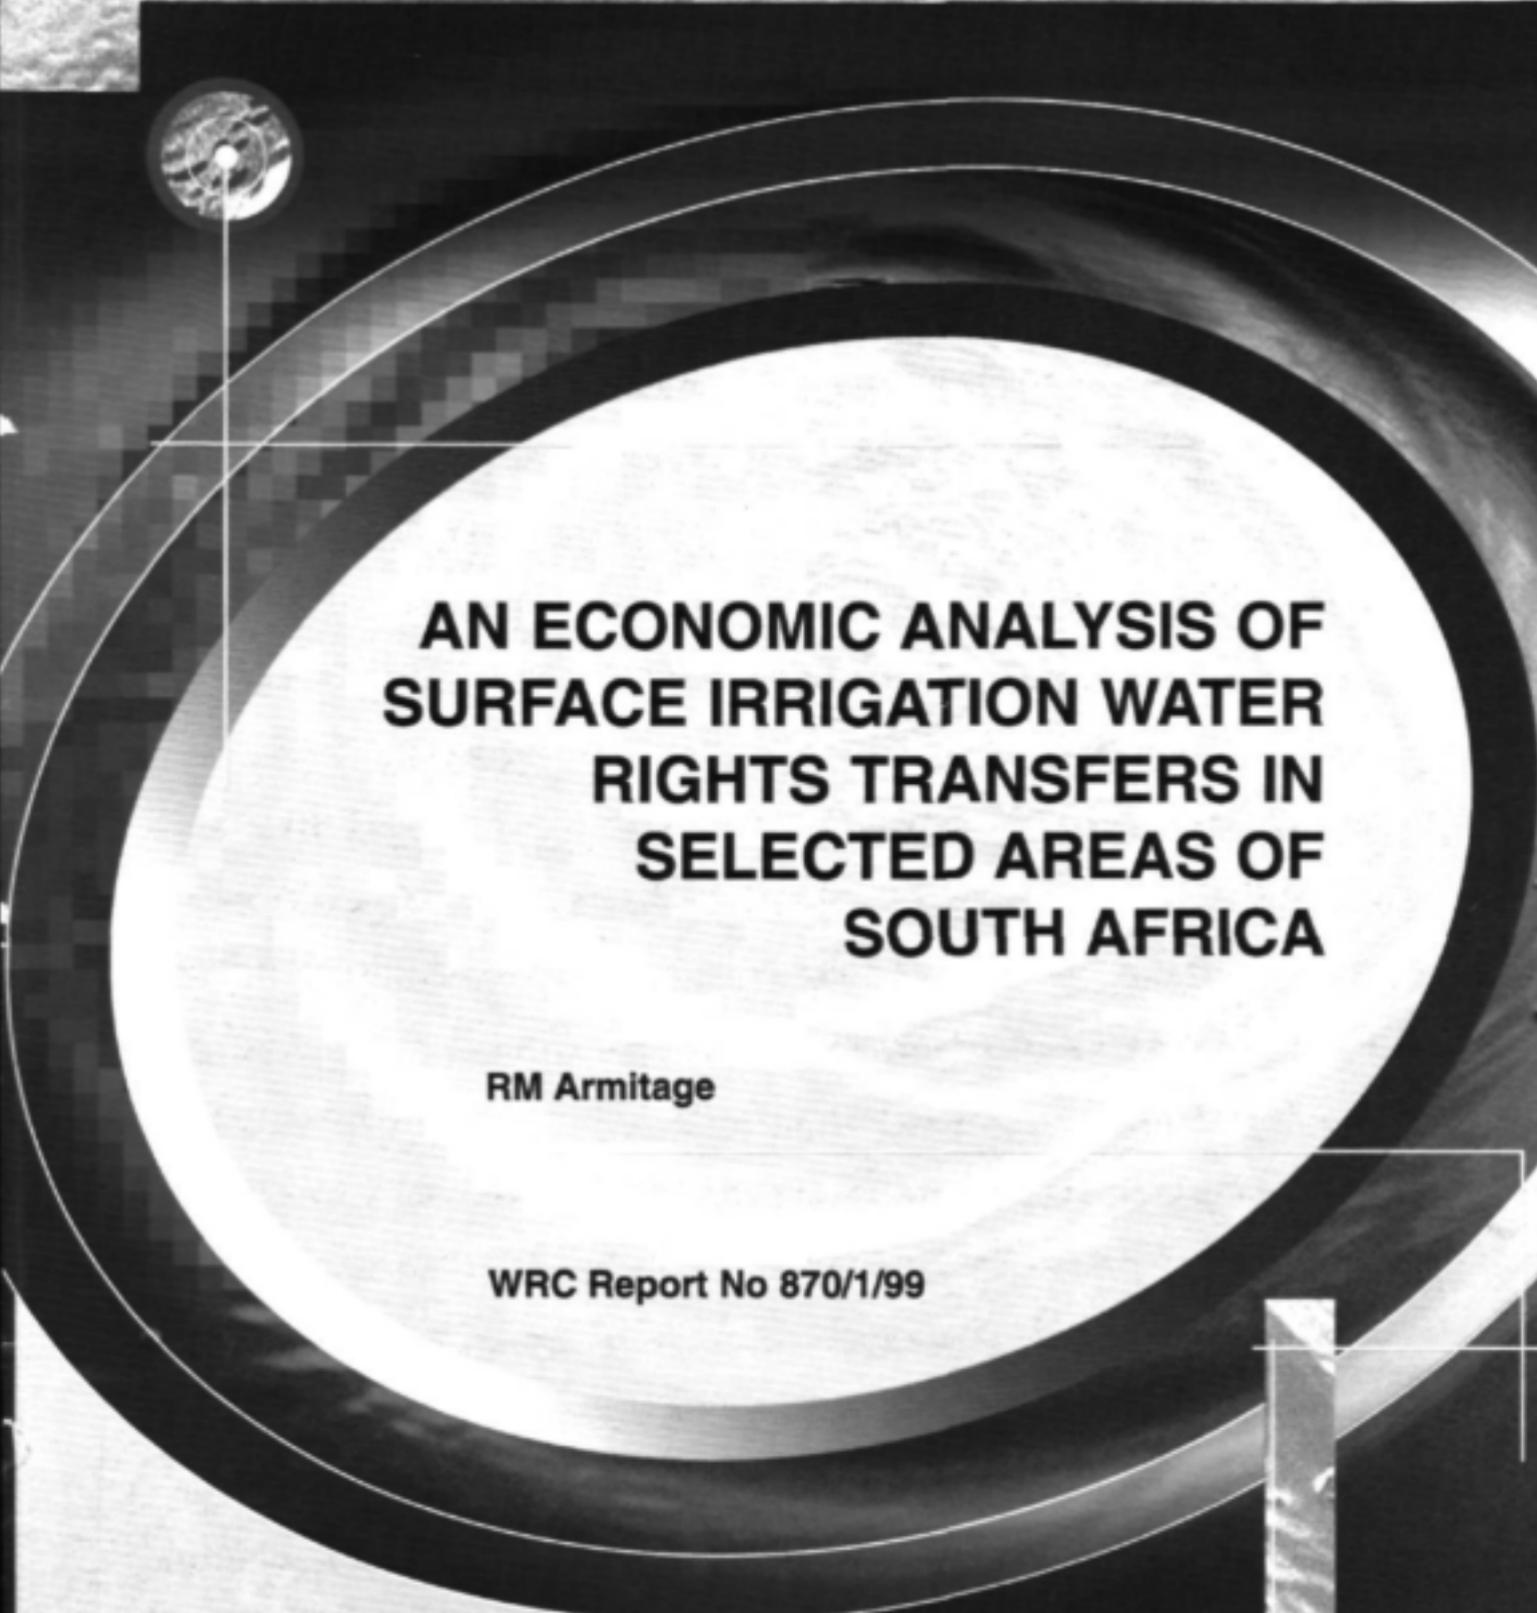 AN ECONOMIC ANALYSIS OF
SURFACE IRRIGATION WATER
RIGHTS TRANSFERS IN
SELECTED AREAS OF
SOUTH AFRICA
RM Armitage
WRC Report No 870/1/99